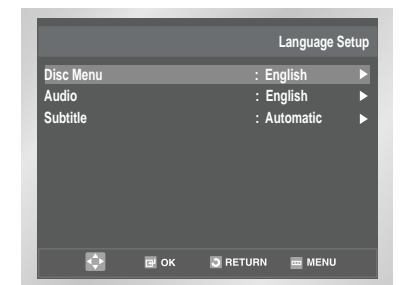 Language Setup
Disc Menu : English ►
Audio : English ►
Subtitle : Automatic ►
OK RETURN MENU